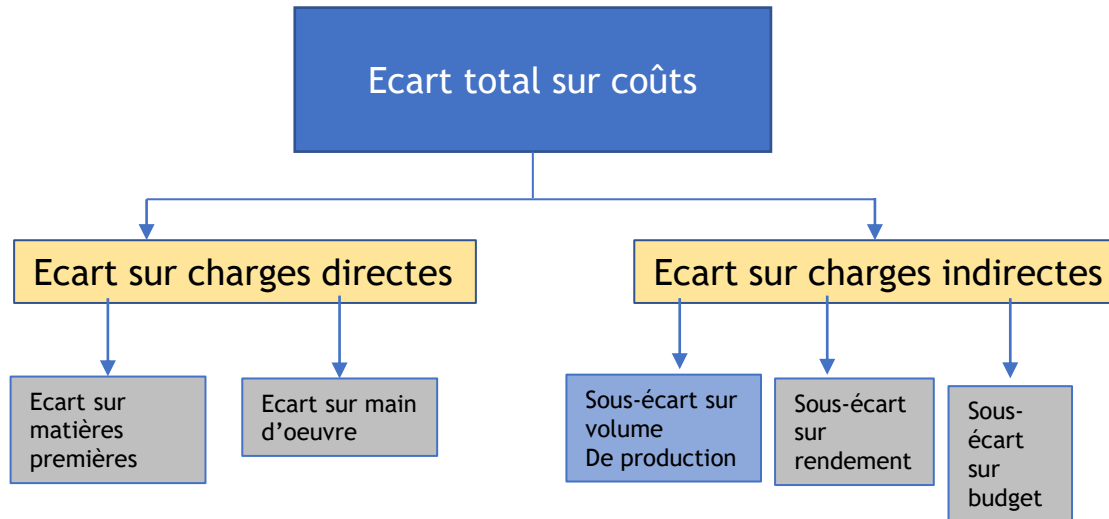 Ecart total sur coûts
Ecart sur charges directes
Ecart sur charges indirectes
Ecart sur
matières
premières
Ecart sur main
d’oeuvre
Sous-écart sur
volume
De production
Sous-écart
sur
rendement
Sous-
écart
sur
budget